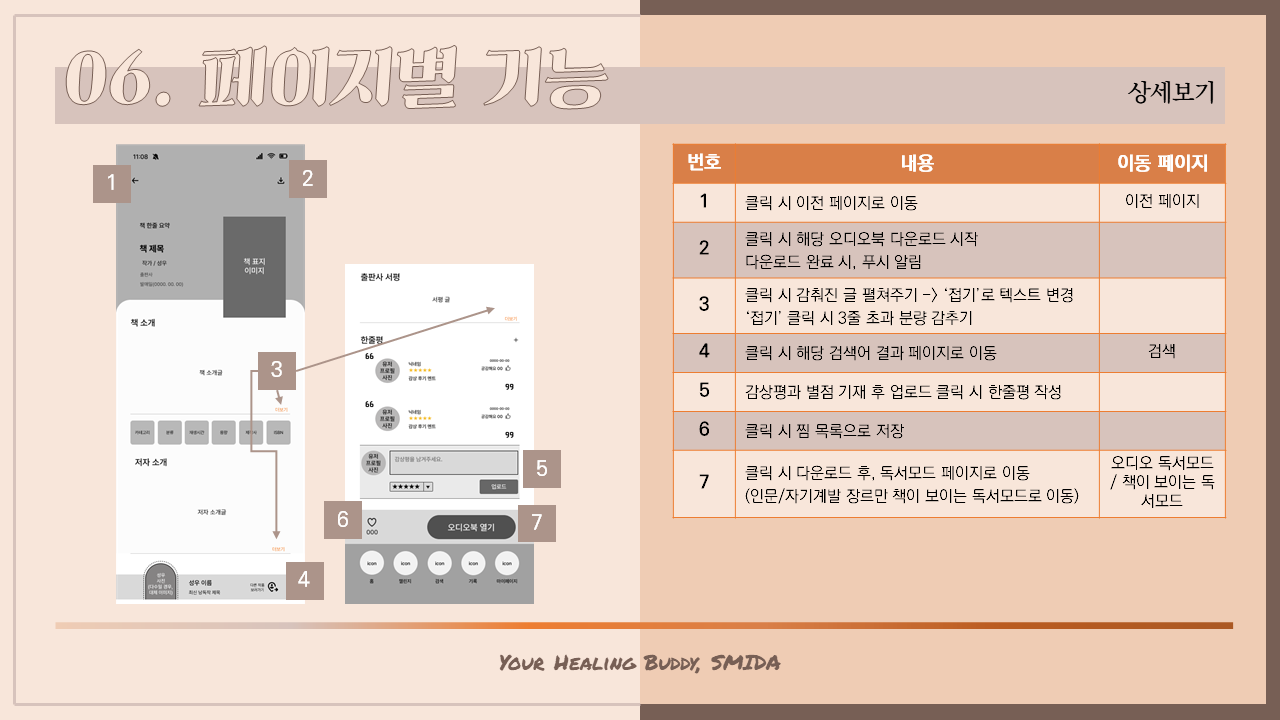 06. 페이지별 기능
상세보기
11:08
1
2
책 한줄 요약
책 제목
작가 / 성우
출판사
발매일(0000. 00. 00)
책 표지
이미지
책 소개
책 소개글
3
더보기
카테고리
분류
재생시간
용량
ISBN
저자 소개
저자 소개글
더보기
성우
사진
대체 이미지)
성우 이름
최신 낭독작 제목
다른 작품
보러가기
4
출판사 서평
서평 글
더보기
한줄평
+
66
유저
프로필
사진
닉네임
★★★★★
감상 후기 멘트
0000-00-00
공감해요 00
99
66
유저
프로필
사진
닉네임
★★★★★
감상 후기 멘트
0000-00-00
공감해요 00
99
유저
프로필
사진
감상평을 남겨주세요.
★★★★★
업로드
5
6
000
오디오북 열기
7
icon
icon
icon
icon
icon
홈
챌린지
검색
기록
마이페이지
번호 내용 이동 페이지
1 클릭 시 이전 페이지로 이동 이전 페이지
2 클릭 시 해당 오디오북 다운로드 시작
다운로드 완료 시, 푸시 알림
3 클릭 시 감춰진 글 펼쳐주기 -> '접기'로 텍스트 변경
'접기' 클릭 시 3줄 초과 분량 감추기
4 클릭 시 해당 검색어 결과 페이지로 이동 검색
5 감상평과 별점 기재 후 업로드 클릭 시 한줄평 작성
6 클릭 시 찜 목록으로 저장
7 클릭 시 다운로드 후, 독서모드 페이지로 이동
(인문/자기계발 장르만 책이 보이는 독서모드로 이동)
오디오 독서모드
/ 책이 보이는 독
서모드
Your Healing Buddy, SMIDA